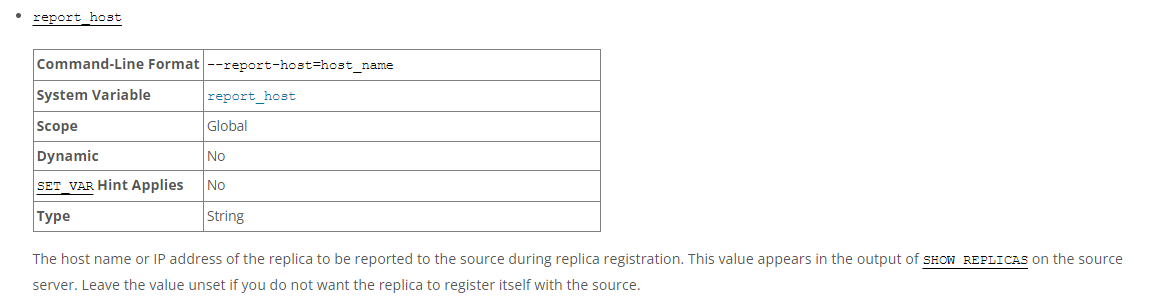 • report_host
Command-Line Format --report-host=host_name
System Variable report_host
Scope Global
Dynamic No
SET_VAR Hint Applies No
Type String
The host name or IP address of the replica to be reported to the source during replica registration. This value appears in the output of SHOW REPLICAS on the source
server. Leave the value unset if you do not want the replica to register itself with the source.